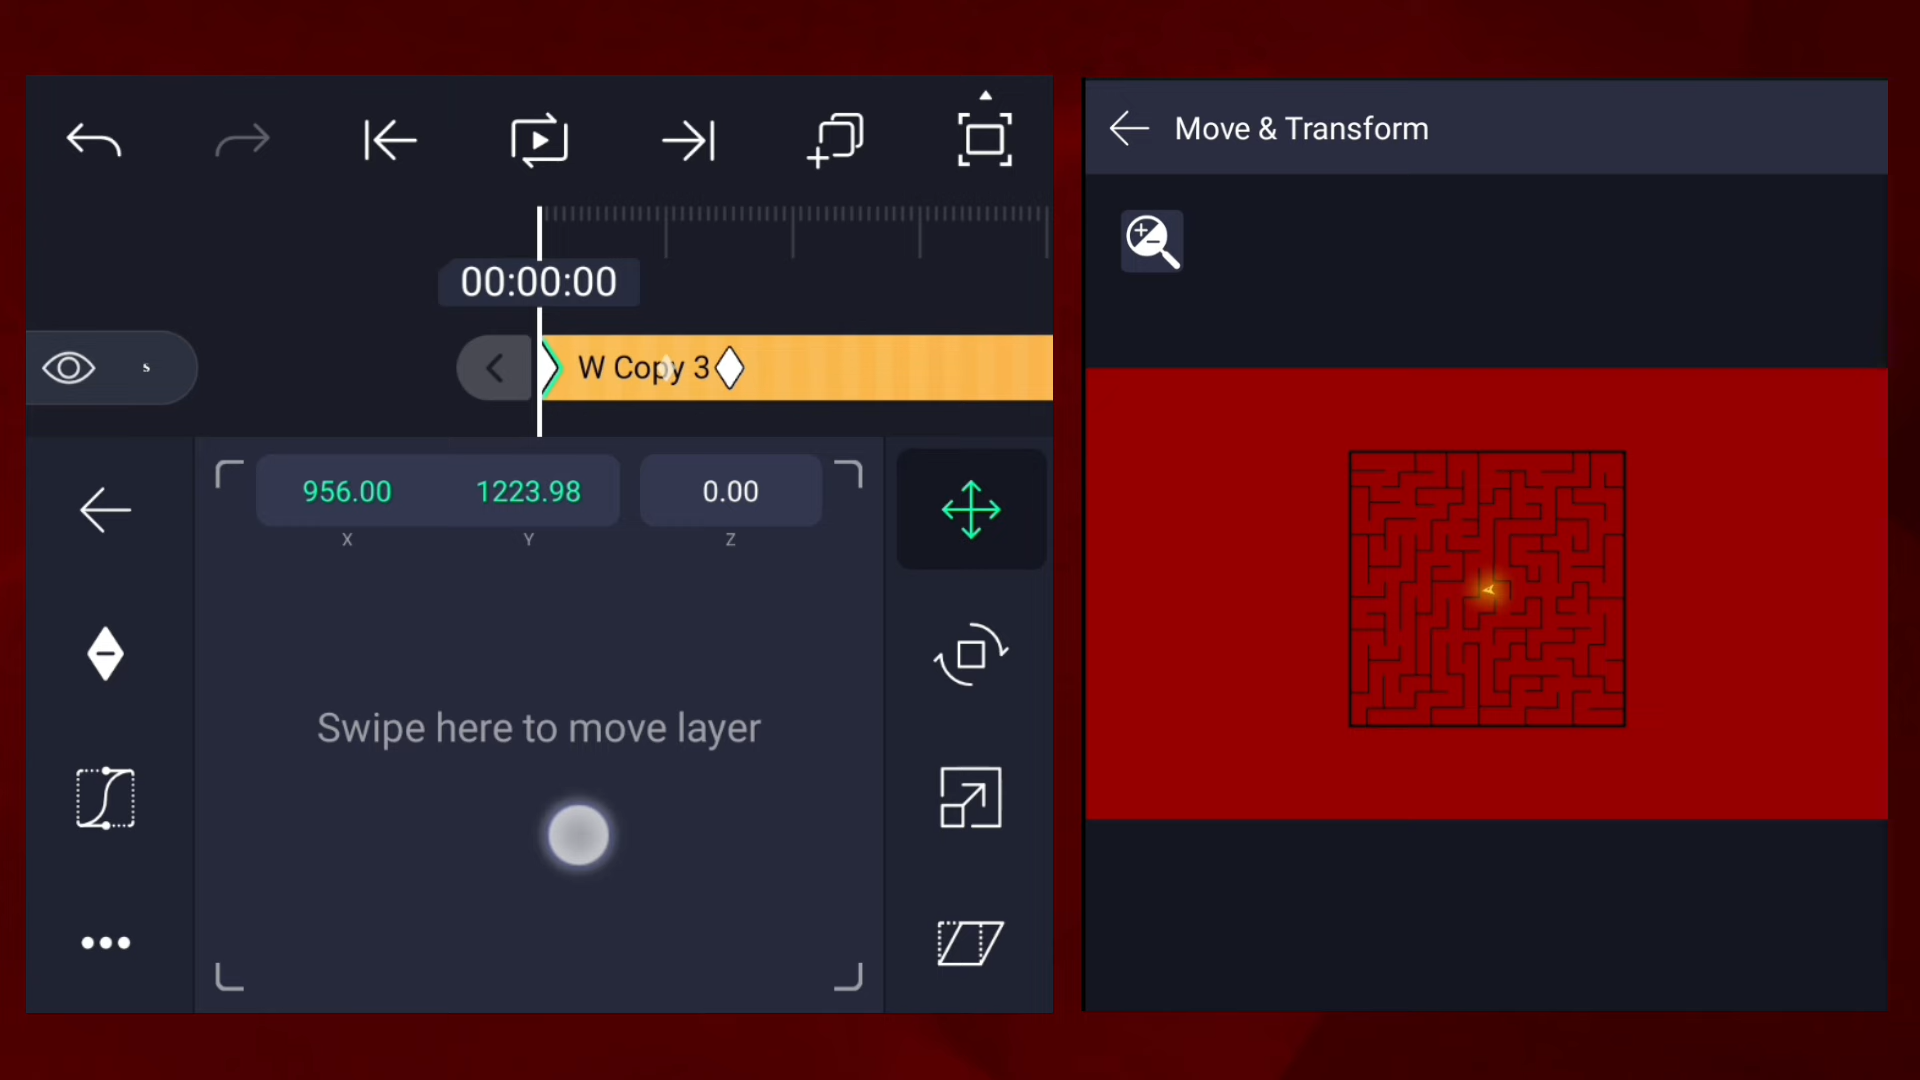 00:00:00
s
W Copy 3
956.00 1223.98 0.00
X Y Z
Swipe here to move layer
Move & Transform